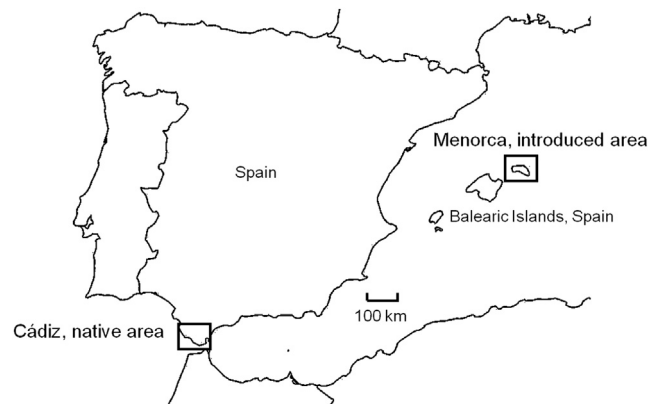 Menorca, introduced area
Spain
Balearic Islands, Spain
100 km
Cádiz, native area